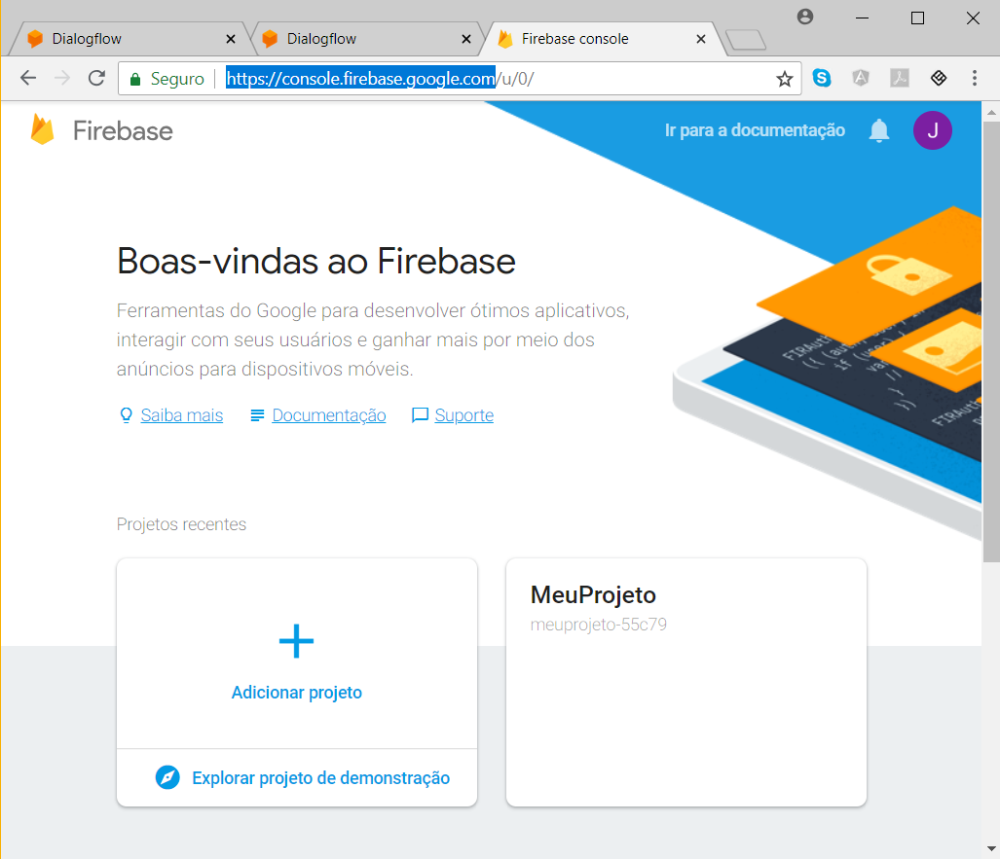 Dialogflow
Dialogflow
Firebase console
Seguro
https://console.firebase.google.com/u/0/
Firebase
Ir para a documentação
J
Boas-vindas ao Firebase
Ferramentas do Google para desenvolver ótimos aplicativos,
interagir com seus usuários e ganhar mais por meio dos
anúncios para dispositivos móveis.
Saiba mais
Documentação
Suporte
Projetos recentes
Adicionar projeto
Explorar projeto de demonstração
MeuProjeto
meuprojeto-55c79